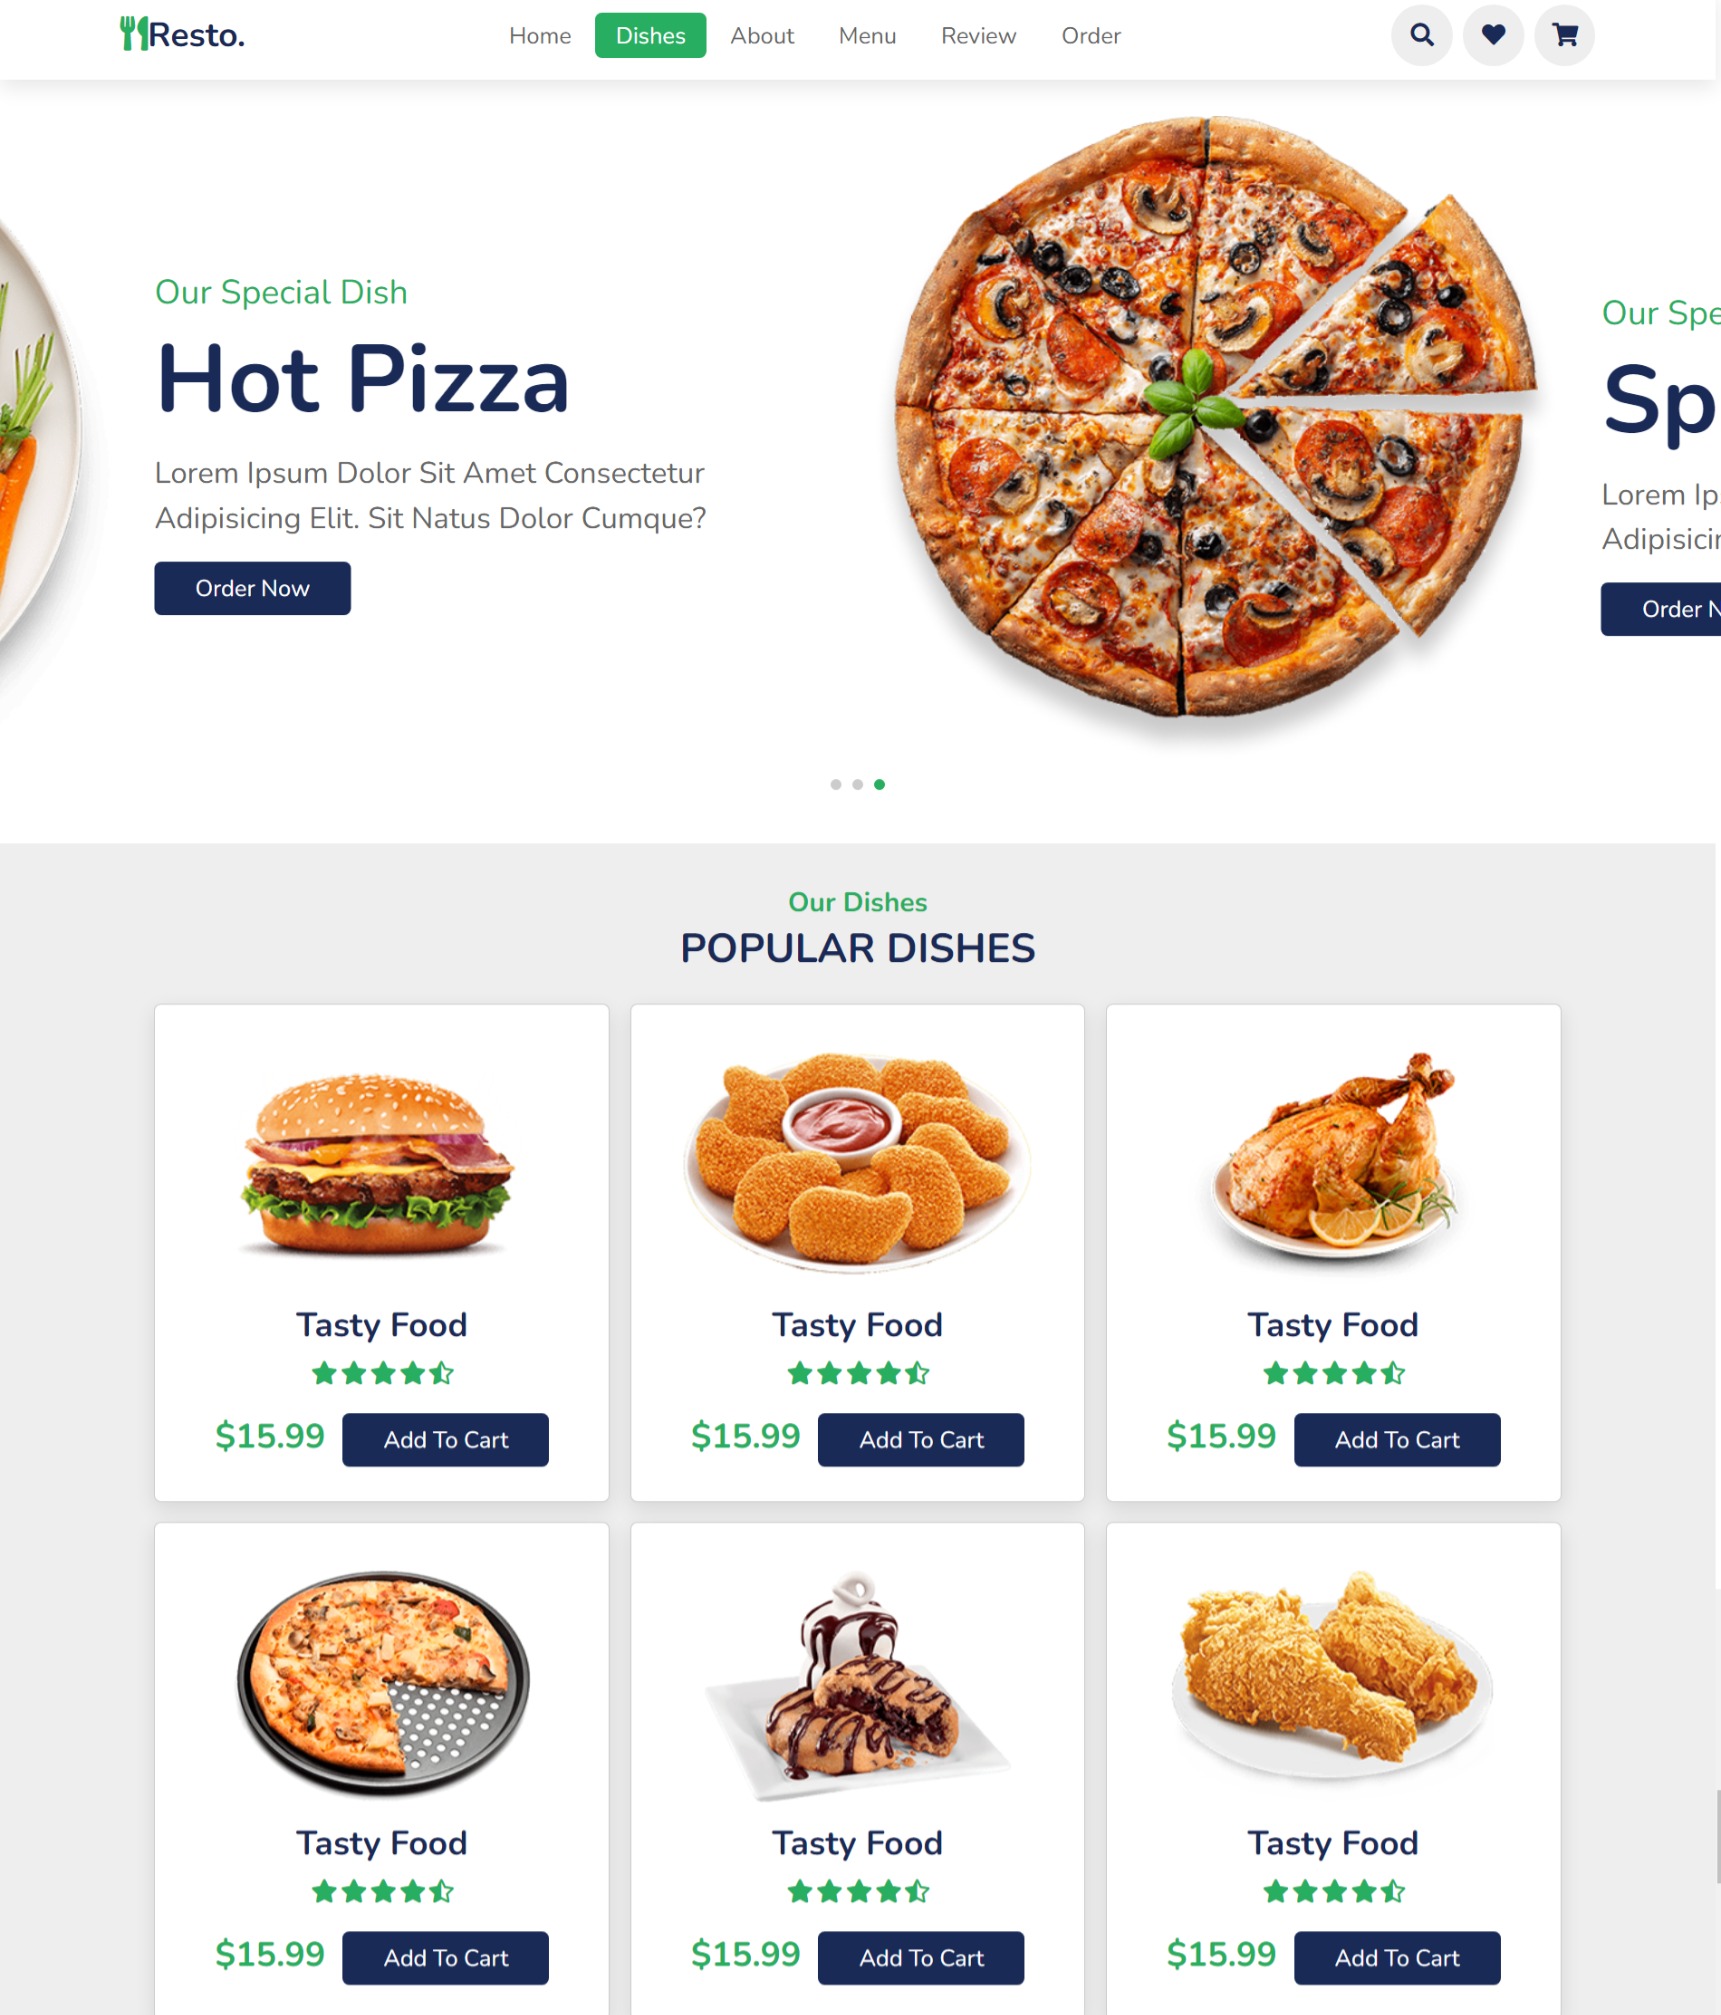 Resto.
Home Dishes About Menu Review Order
Our Special Dish
Hot Pizza
Lorem Ipsum Dolor Sit Amet Consectetur
Adipisicing Elit. Sit Natus Dolor Cumque?
Order Now
Our Spe
Sp
Lorem Ip
Adipisici
Order N
Our Dishes
POPULAR DISHES
Tasty Food
$15.99 Add To Cart
Tasty Food
$15.99 Add To Cart
Tasty Food
$15.99 Add To Cart
Tasty Food
$15.99 Add To Cart
Tasty Food
$15.99 Add To Cart
Tasty Food
$15.99 Add To Cart